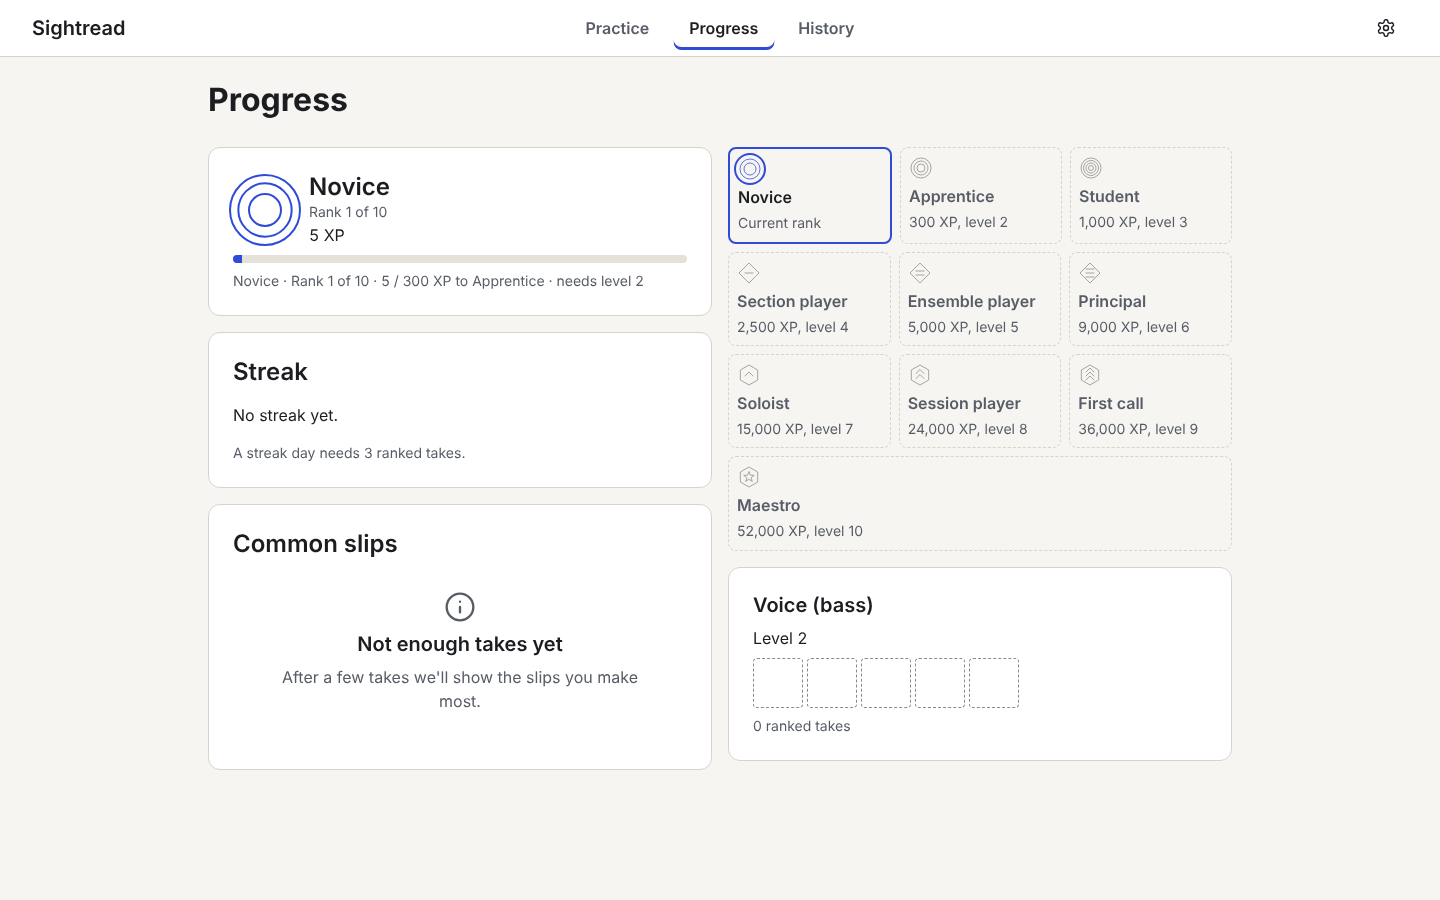 Sightread
Practice
Progress
History
Progress
Novice
Rank 1 of 10
5 XP
Novice · Rank 1 of 10 · 5 / 300 XP to Apprentice · needs level 2
Streak
No streak yet.
A streak day needs 3 ranked takes.
Common slips
Not enough takes yet
After a few takes we'll show the slips you make
most.
Novice
Current rank
Apprentice
300 XP, level 2
Student
1,000 XP, level 3
Section player
2,500 XP, level 4
Ensemble player
5,000 XP, level 5
Principal
9,000 XP, level 6
Soloist
15,000 XP, level 7
Session player
24,000 XP, level 8
First call
36,000 XP, level 9
Maestro
52,000 XP, level 10
Voice (bass)
Level 2
0 ranked takes